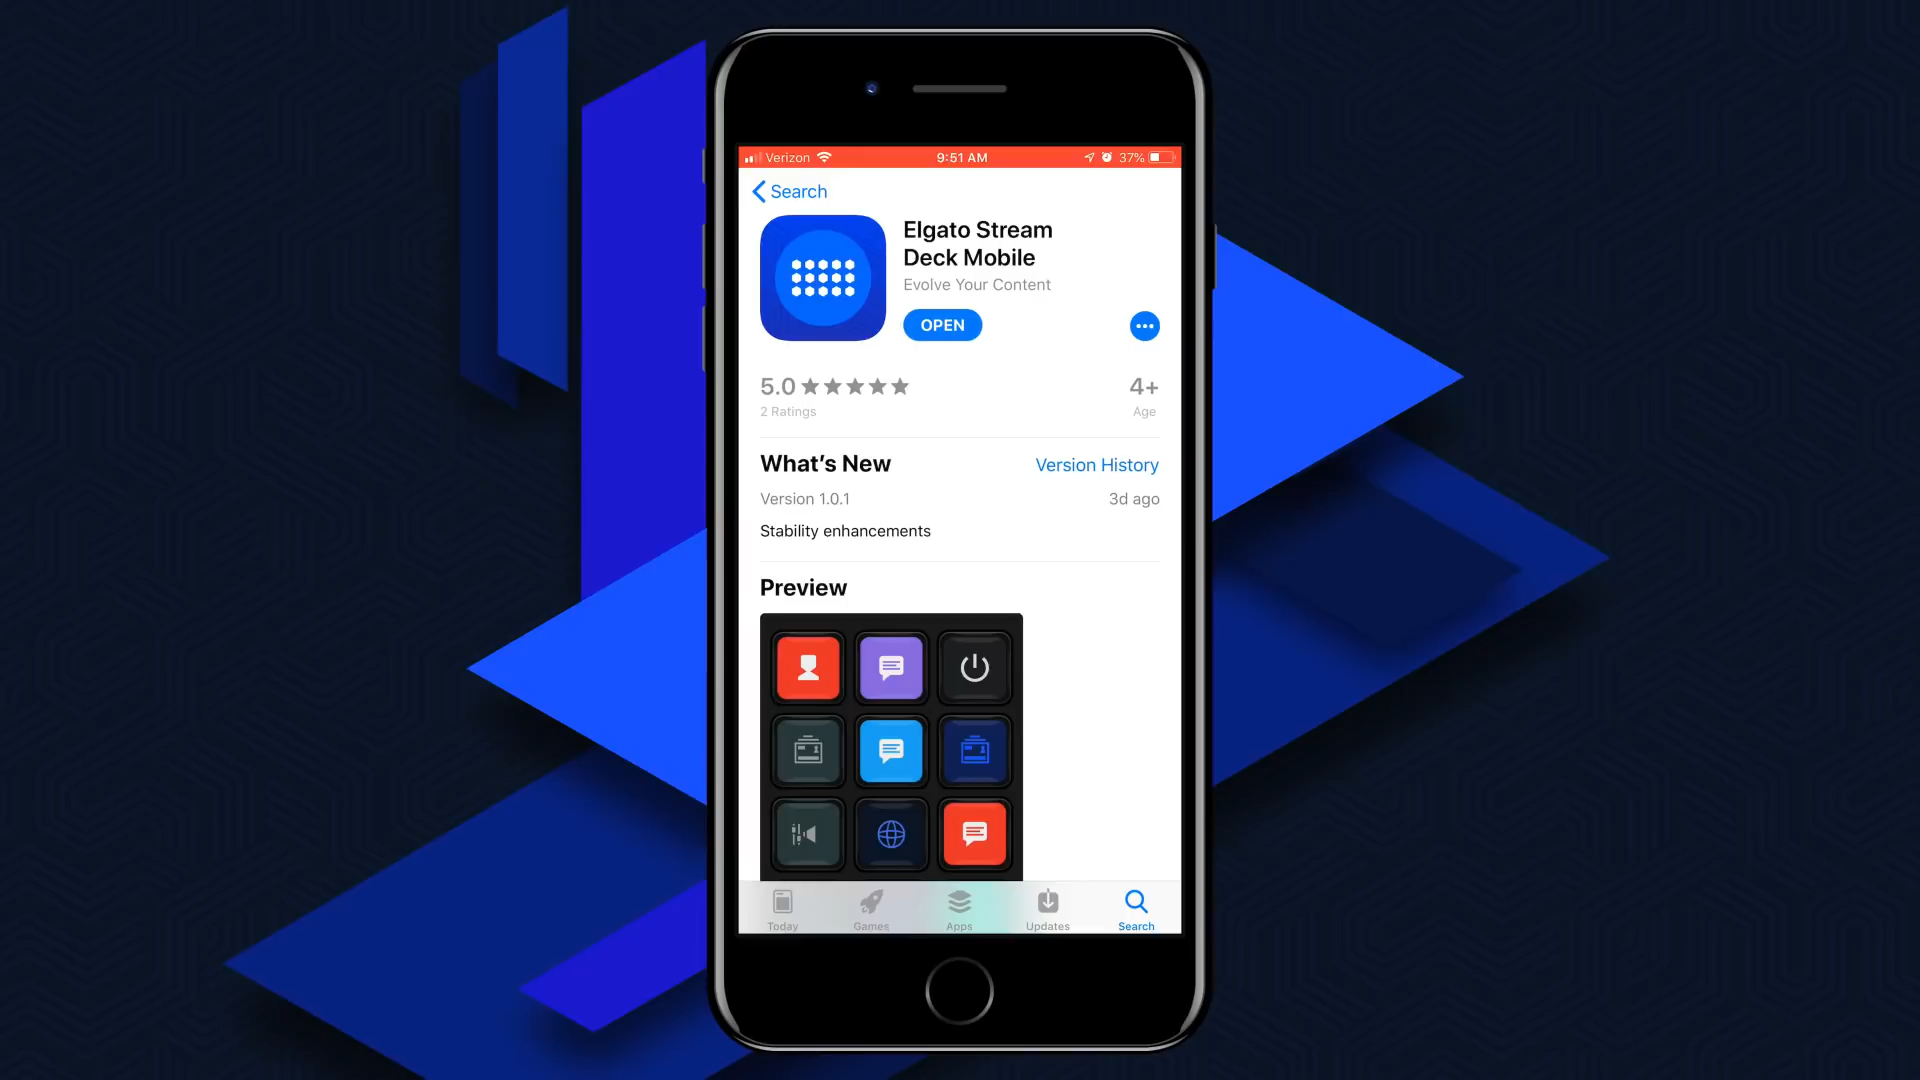 Verizon 9:51 AM 37%
Search
Elgato Stream
Deck Mobile
Evolve Your Content
OPEN
5.0 4+
2 Ratings Age
What's New Version History
Version 1.0.1 3d ago
Stability enhancements
Preview
Today Games Apps Updates Search